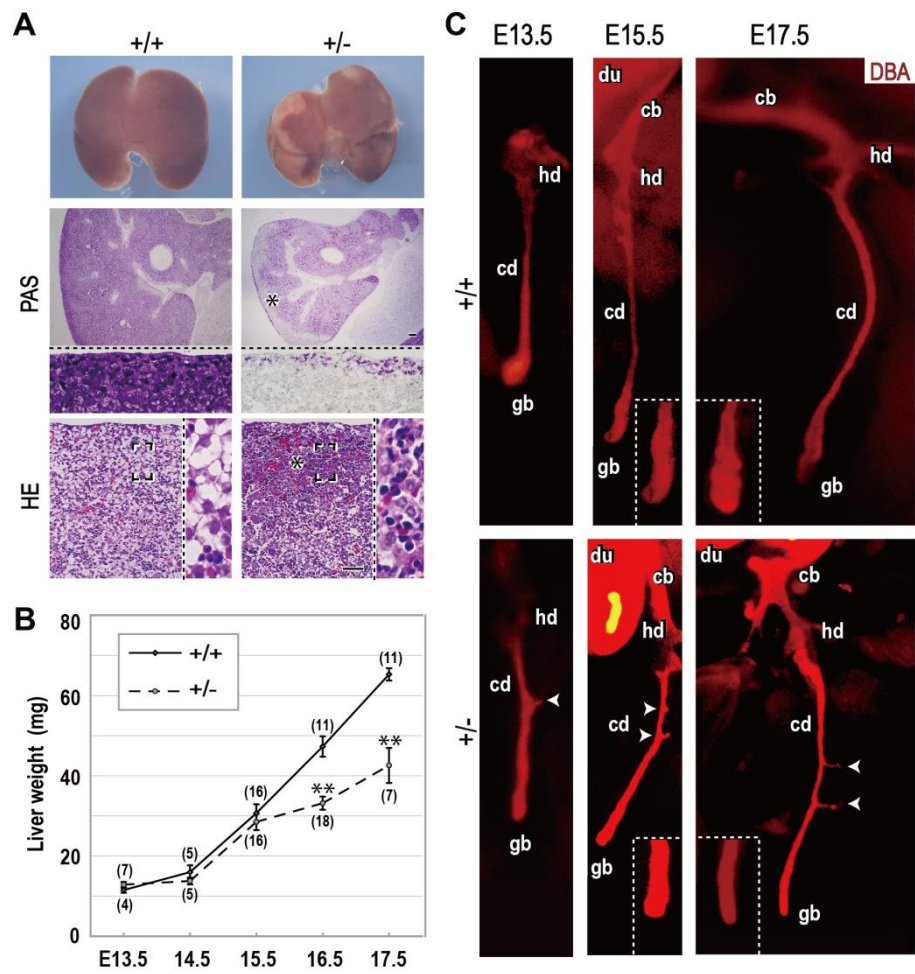 A
+/+ +/-
PAS
*
HE
*
B
80
60
40
20
0
Liver weight (mg)
+/+
+/-
(7)
(4)
(5)
(5)
(16)
(16)
(11)
**
(18)
(11)
**
(7)
E13.5 14.5 15.5 16.5 17.5
C
E13.5 E15.5 E17.5
+/+
hd
cd
gb
du
cb
hd
cd
gb
DBA
cb
hd
cd
gb
+/-
hd
cd
gb
du
cb
hd
cd
gb
du
cb
hd
cd
gb